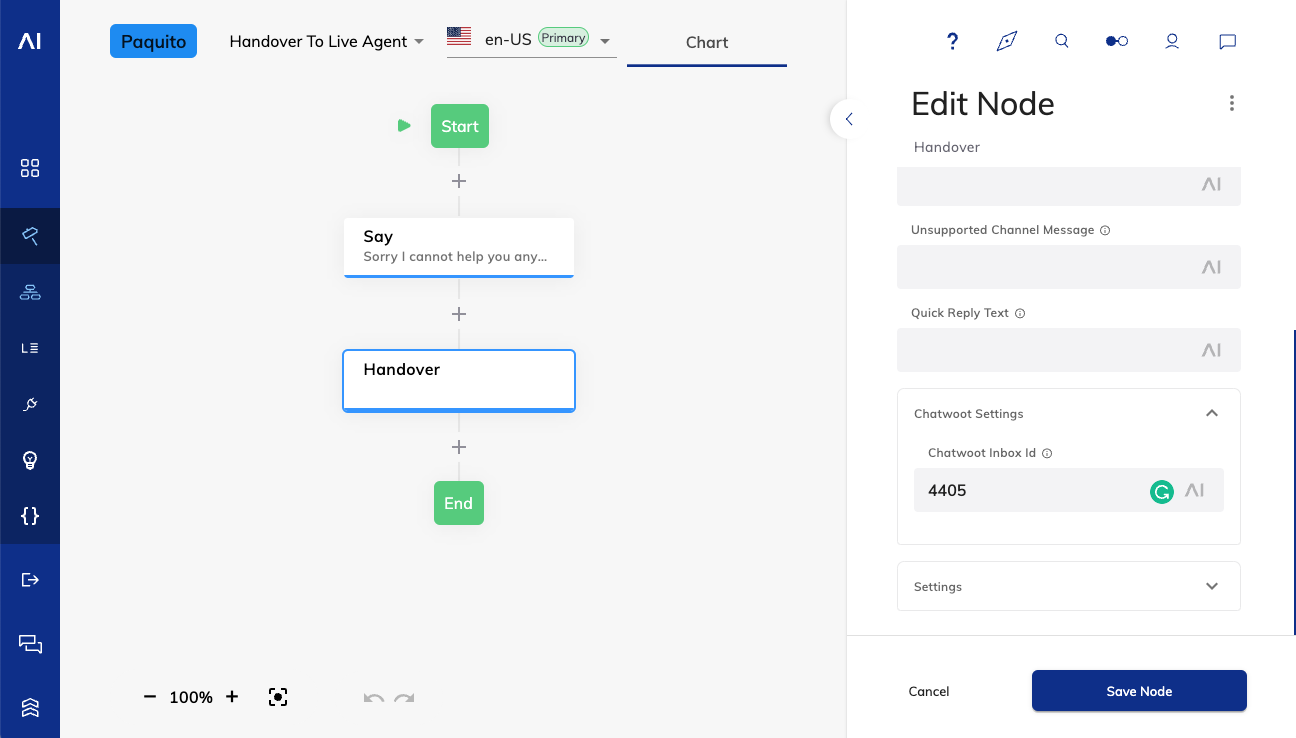 AI
Paquito
Handover To Live Agent
en-US
Primary
Chart
?
Start
Say
Sorry I cannot help you any...
Handover
End
100%
Edit Node
Handover
AI
Unsupported Channel Message
AI
Quick Reply Text
AI
Chatwoot Settings
Chatwoot Inbox Id
4405
AI
Settings
Cancel
Save Node